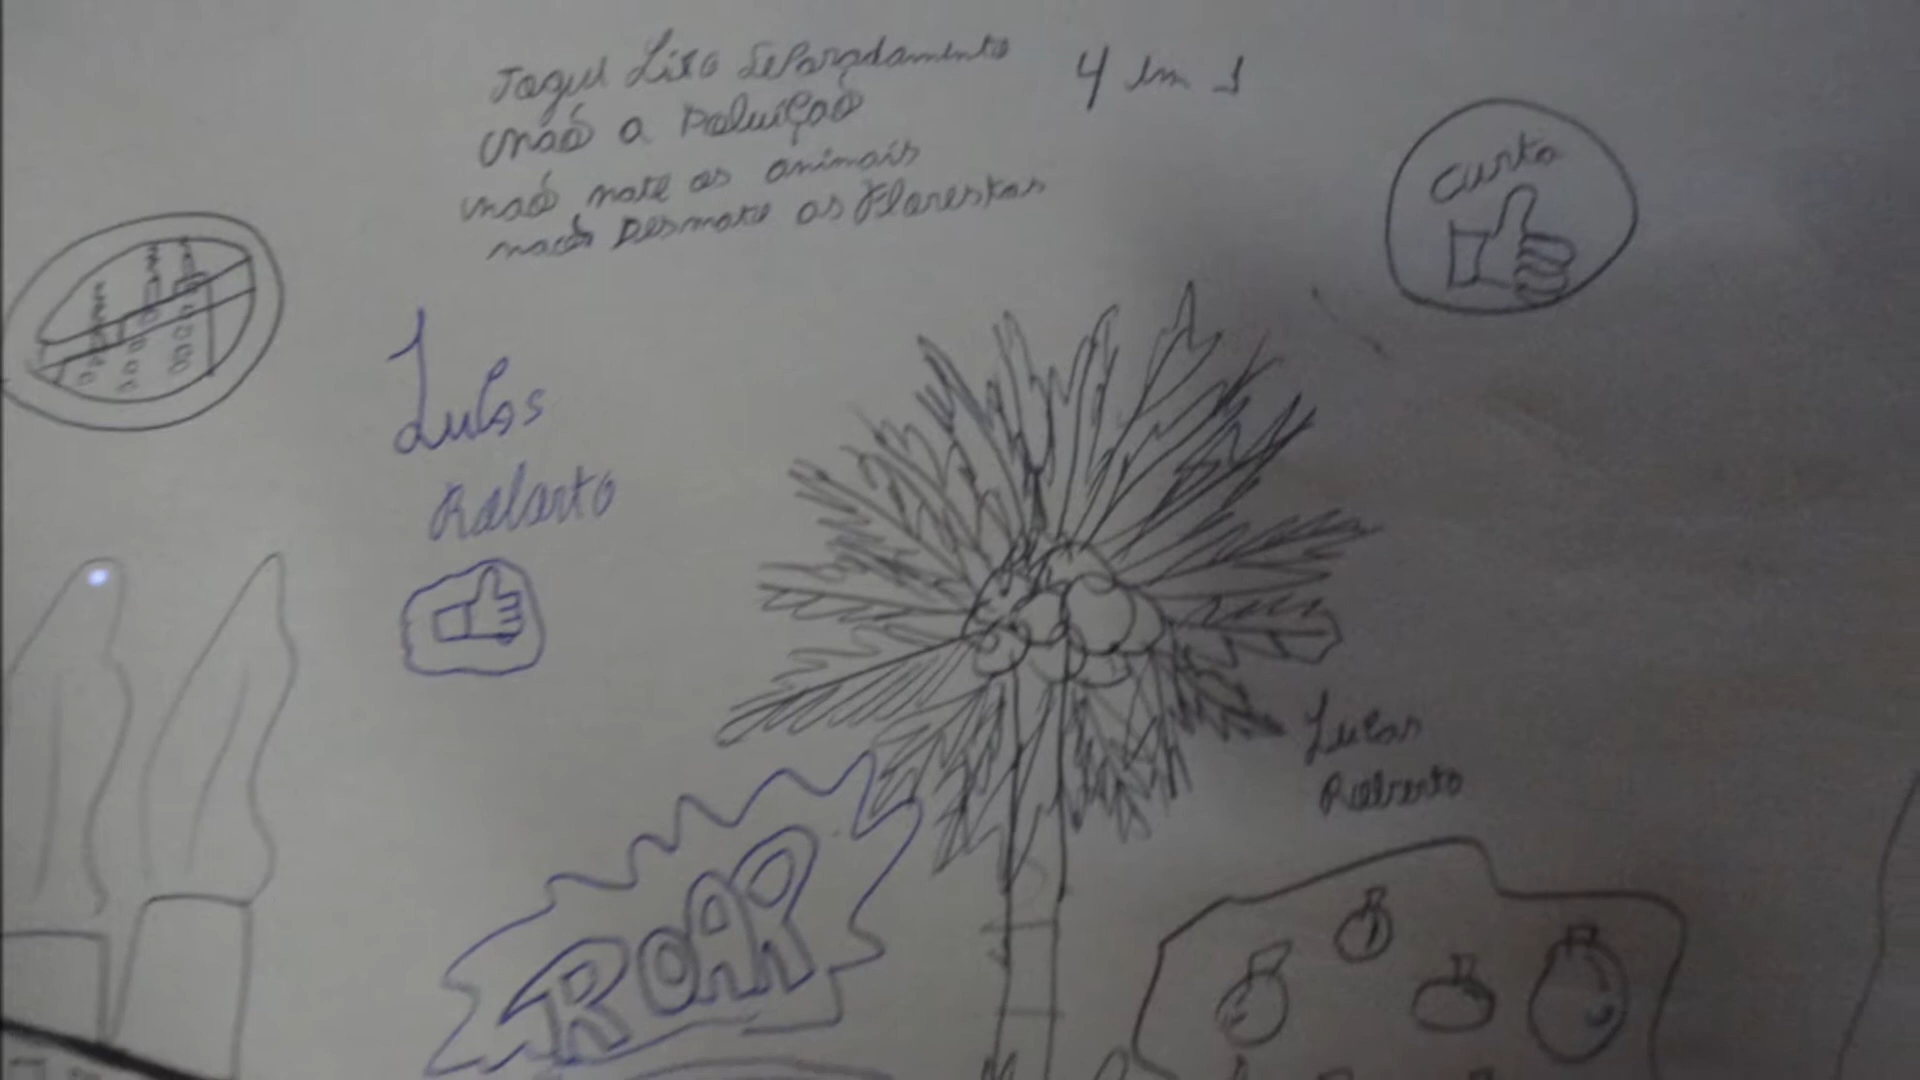 Jogue Lixo Separadamente
não a Poluição
não mate os animais
não Desmate as Florestas
4 em 1
Curta
Lucas
Roberto
Lucas
Roberto
ROAR